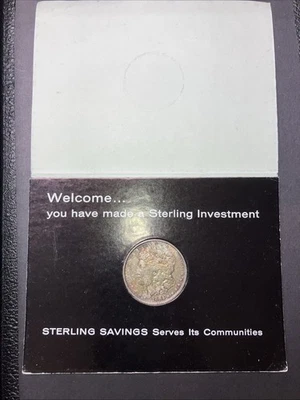 Welcome...
you have made a Sterling Investment
STERLING SAVINGS Serves Its Communities